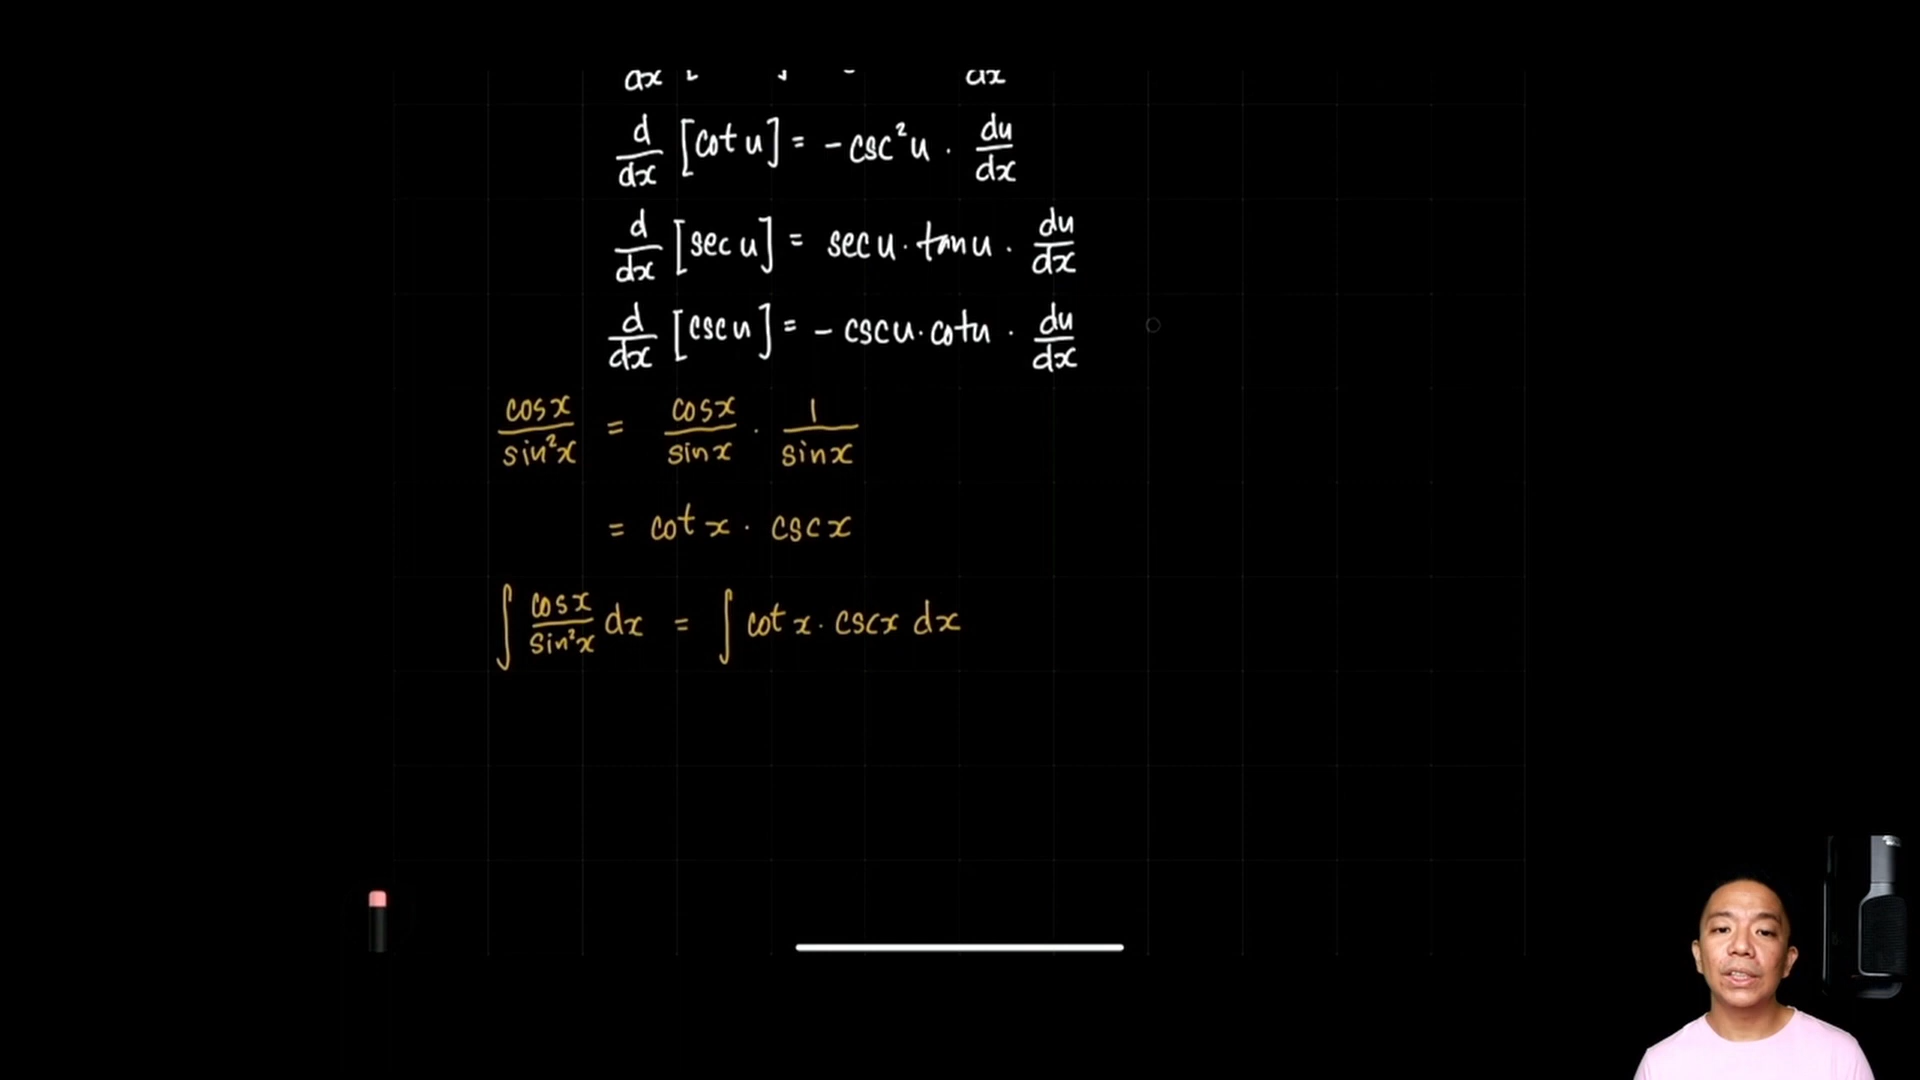 d/dx [cot u] = - csc²u · du/dx
d/dx [sec u] = sec u · tan u · du/dx
d/dx [csc u] = - csc u · cot u · du/dx
cos x/sin²x = cos x/sin x · 1/sin x
= cot x · csc x
∫ cos x/sin²x dx = ∫ cot x · csc x dx